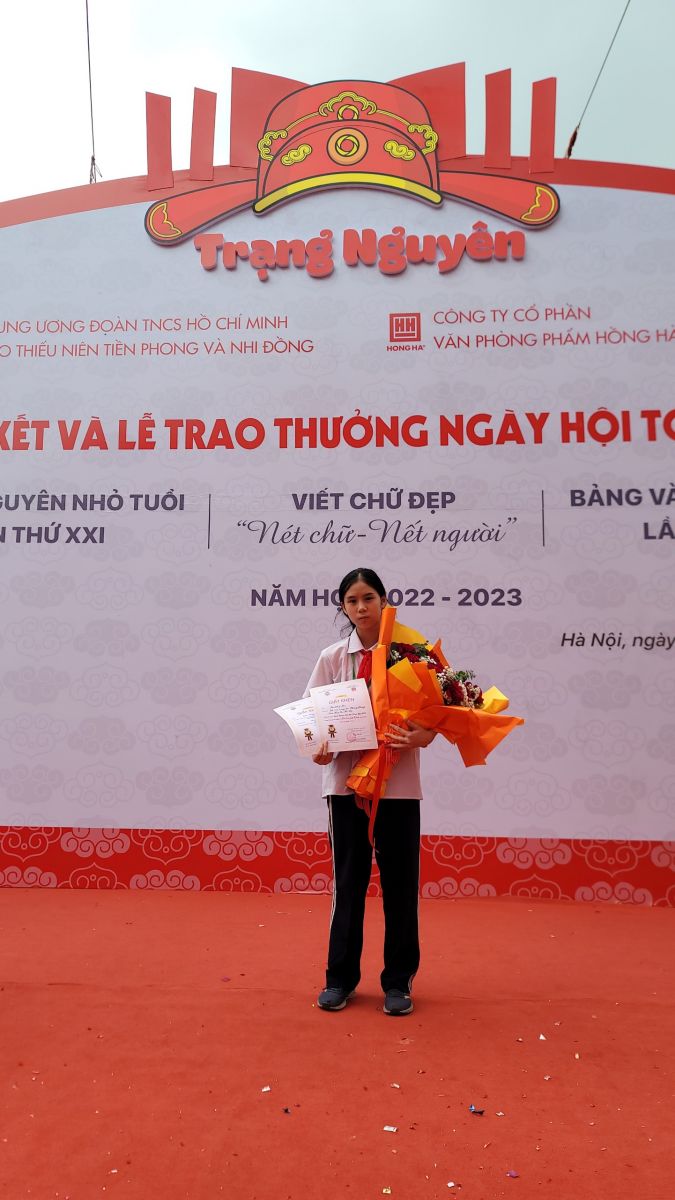 Trạng Nguyên
UNG ƯƠNG ĐOÀN TNCS HỒ CHÍ MINH
O THIẾU NIÊN TIỀN PHONG VÀ NHI ĐỒNG
HH
HONG HA
CÔNG TY CỔ PHẦN
VĂN PHÒNG PHẨM HỒNG HÀ
KẾT VÀ LỄ TRAO THƯỞNG NGÀY HỘI TO
GUYÊN NHỎ TUỔI
N THỨ XXI
VIẾT CHỮ ĐẸP
“Nét chữ-Nết người”
BẢNG VÀ
LẦ
NĂM HỌ 2022 - 2023
Hà Nội, ngày
GIẤY KHEN